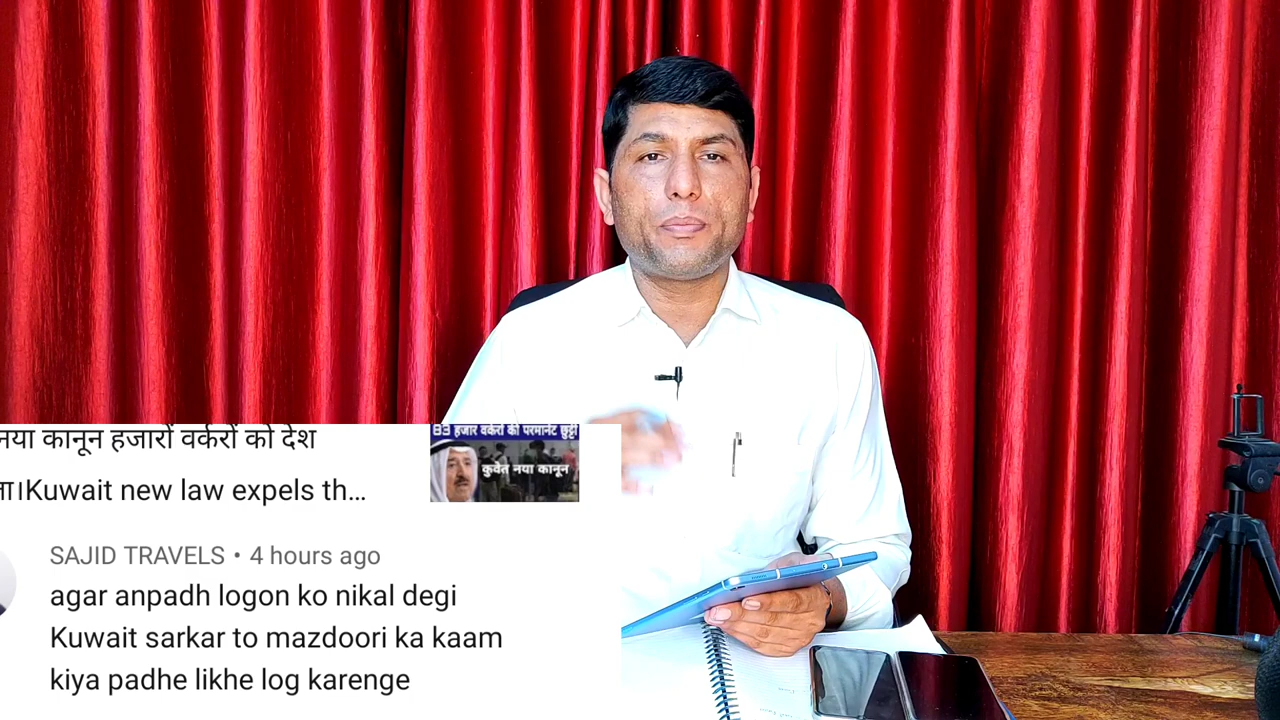 नया कानून हजारों वर्करों को देश
ता।Kuwait new law expels th…
83 हजार वर्करों की परमानेंट छुट्टी
कुवेत नया कानून
SAJID TRAVELS • 4 hours ago
agar anpadh logon ko nikal degi
Kuwait sarkar to mazdoori ka kaam
kiya padhe likhe log karenge